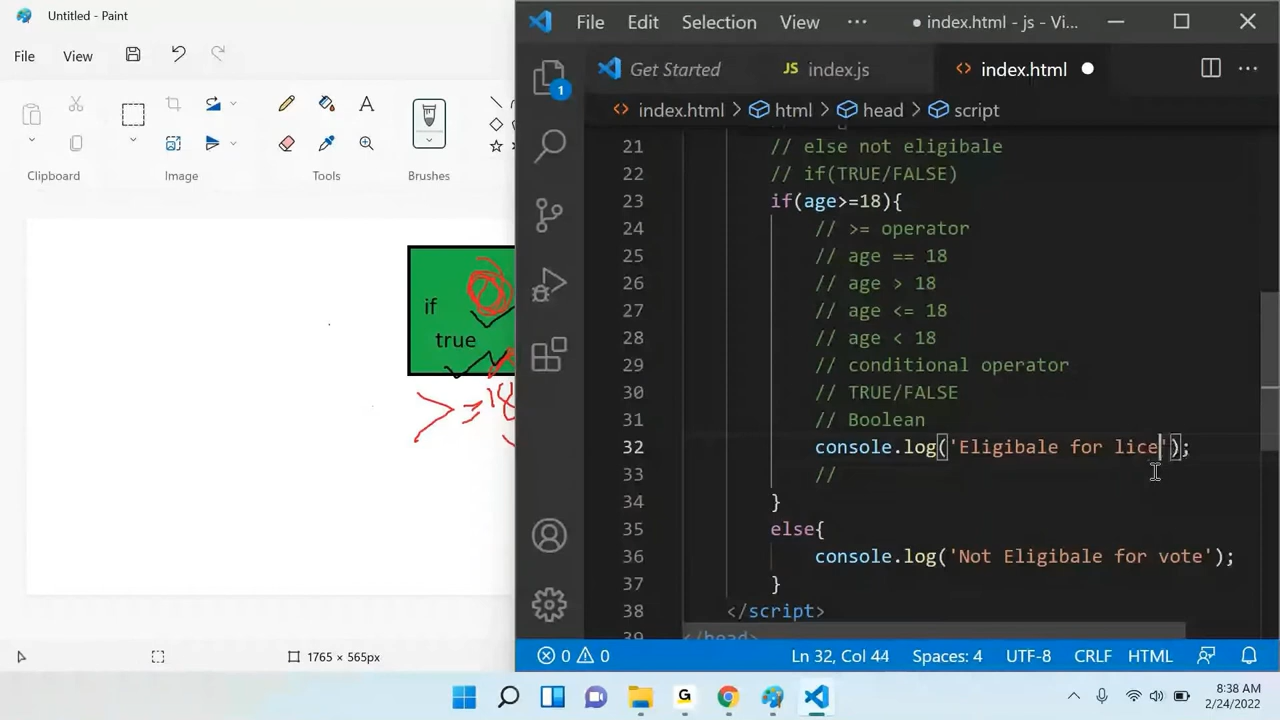 Untitled - Paint
File View
Clipboard
Image
Tools
Brushes
if
true
>=18
File Edit Selection View ··· ● index.html - js - Vi...
1
Get Started
JS index.js
<> index.html ●
<> index.html > html > head > script
21 // else not eligibale
22 // if(TRUE/FALSE)
23 if(age>=18){
24 // >= operator
25 // age == 18
26 // age > 18
27 // age <= 18
28 // age < 18
29 // conditional operator
30 // TRUE/FALSE
31 // Boolean
32 console.log('Eligibale for lice');
33 //
34 }
35 else{
36 console.log('Not Eligibale for vote');
37 }
38 </script>
39 </head>
1765 × 565px
0 0 Ln 32, Col 44 Spaces: 4 UTF-8 CRLF HTML
G
8:38 AM
2/24/2022